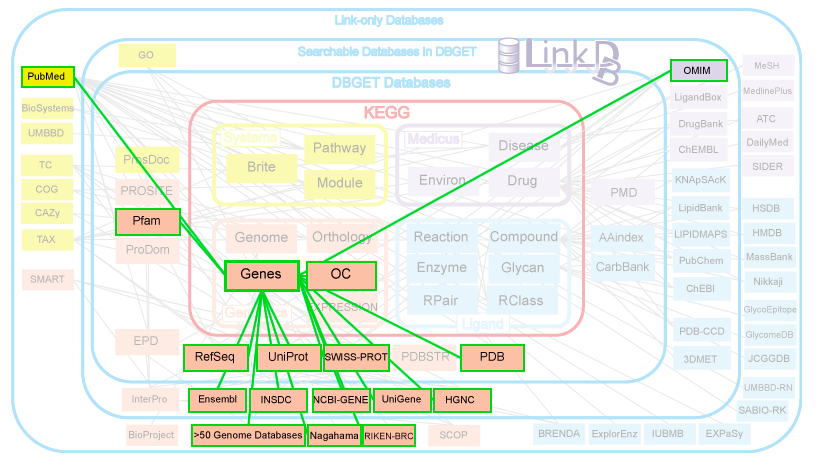 Link-only Databases
Searchable Databases in DBGET
LinkDB
DBGET Databases
KEGG
PubMed
GO
OMIM
MeSH
BioSystems
UMBBD
TC
COG
CAZy
TAX
SMART
ProsDoc
PROSITE
Pfam
ProDom
EPD
InterPro
BioProject
Systems
Pathway
Brite
Module
Medicus
Disease
Environ
Drug
Genome
Orthology
Genes
OC
EXPRESSION
Reaction
Compound
Enzyme
Glycan
RPair
RClass
Ligand
PMD
AAindex
CarbBank
LigandBox
DrugBank
ChEMBL
KNApSAcK
LipidBank
LIPIDMAPS
PubChem
ChEBI
PDB-CCD
3DMET
MedlinePlus
ATC
DailyMed
SIDER
HSDB
HMDB
MassBank
Nikkaji
GlycoEpitope
GlycomeDB
JCGGDB
UMBBD-RN
SABIO-RK
RefSeq
UniProt
SWISS-PROT
PDBSTR
PDB
Ensembl
INSDC
NCBI-GENE
UniGene
HGNC
>50 Genome Databases
Nagahama
RIKEN-BRC
SCOP
BRENDA
ExplorEnz
IUBMB
EXPaSy